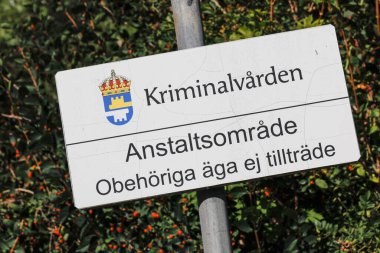 Kriminalvården
Anstaltsområde
Obehöriga äga ej tillträde